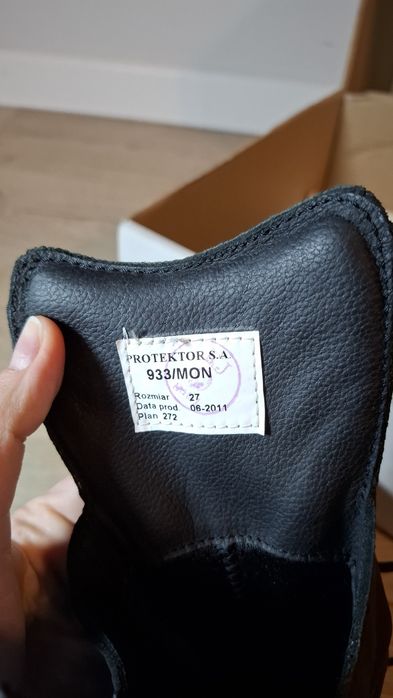 PROTEKTOR S.A.
933/MON
Rozmiar 27
Data prod 06-2011
Plan 272